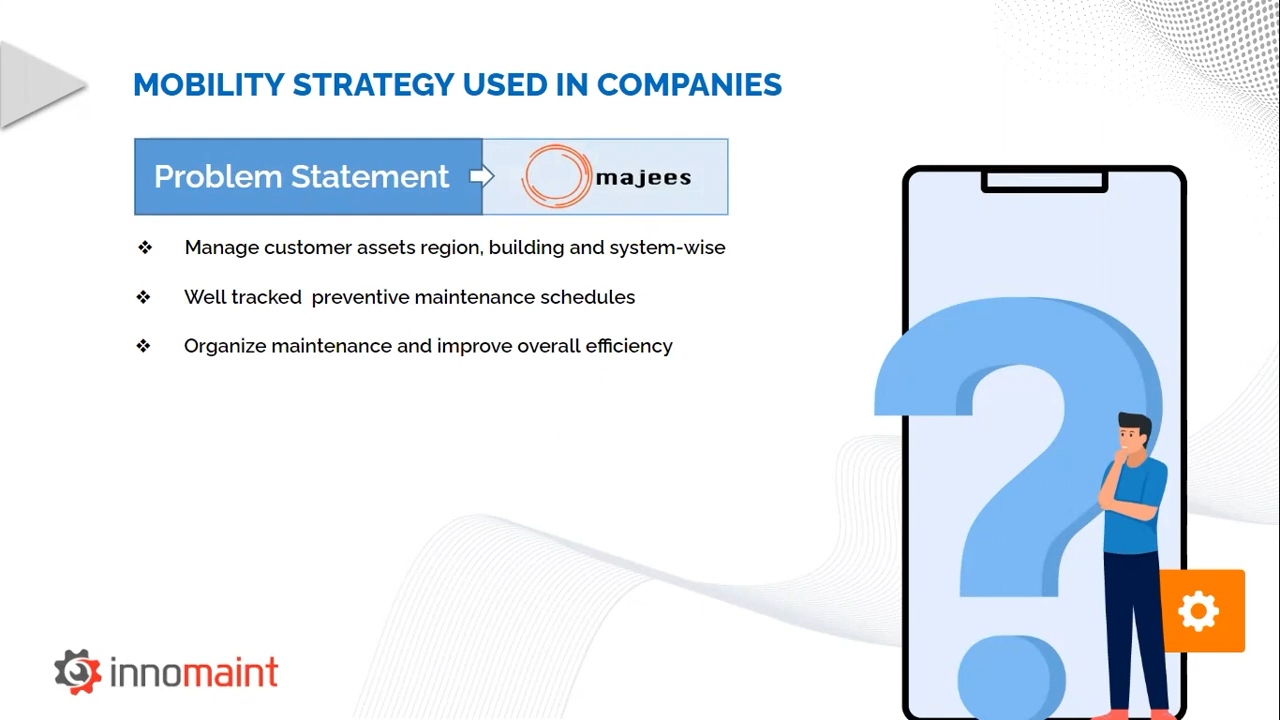 MOBILITY STRATEGY USED IN COMPANIES
Problem Statement
majees
❖ Manage customer assets region, building and system-wise
❖ Well tracked preventive maintenance schedules
❖ Organize maintenance and improve overall efficiency
innomaint